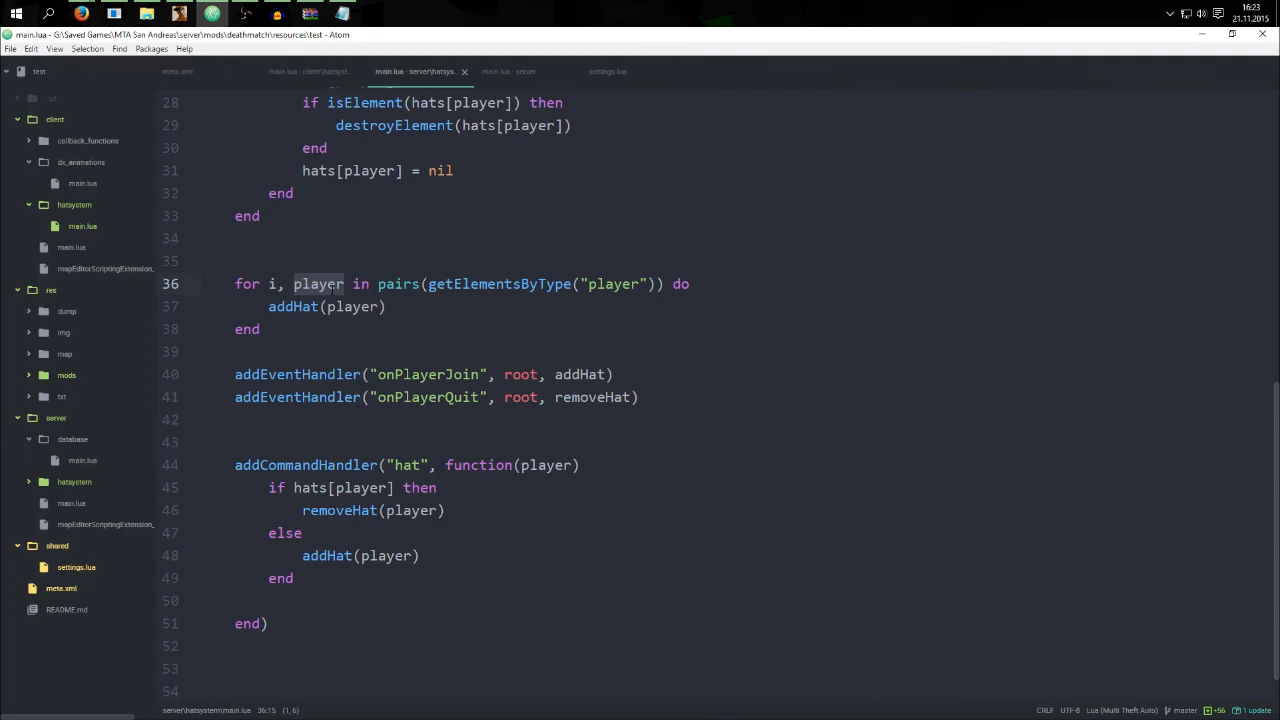 16:23
21.11.2015
main.lua - G:\Saved Games\MTA San Andreas\server\mods\deathmatch\resources\test - Atom
File Edit View Selection Find Packages Help
test
meta.xml
main.lua - client\hatsyst...
main.lua - server\hatsys...
main.lua - server
settings.lua
.git
client
callback_functions
dx_animations
main.lua
hatsystem
main.lua
main.lua
mapEditorScriptingExtension_
res
dump
img
map
mods
txt
server
database
main.lua
hatsystem
main.lua
mapEditorScriptingExtension_
shared
settings.lua
meta.xml
README.md
28 if isElement(hats[player]) then
29 destroyElement(hats[player])
30 end
31 hats[player] = nil
32 end
33 end
34
35
36 for i, player in pairs(getElementsByType("player")) do
37 addHat(player)
38 end
39
40 addEventHandler("onPlayerJoin", root, addHat)
41 addEventHandler("onPlayerQuit", root, removeHat)
42
43
44 addCommandHandler("hat", function(player)
45 if hats[player] then
46 removeHat(player)
47 else
48 addHat(player)
49 end
50
51 end)
52
53
54
server\hatsystem\main.lua 36:15 (1, 6)
CRLF UTF-8 Lua (Multi Theft Auto) master +56 1 update